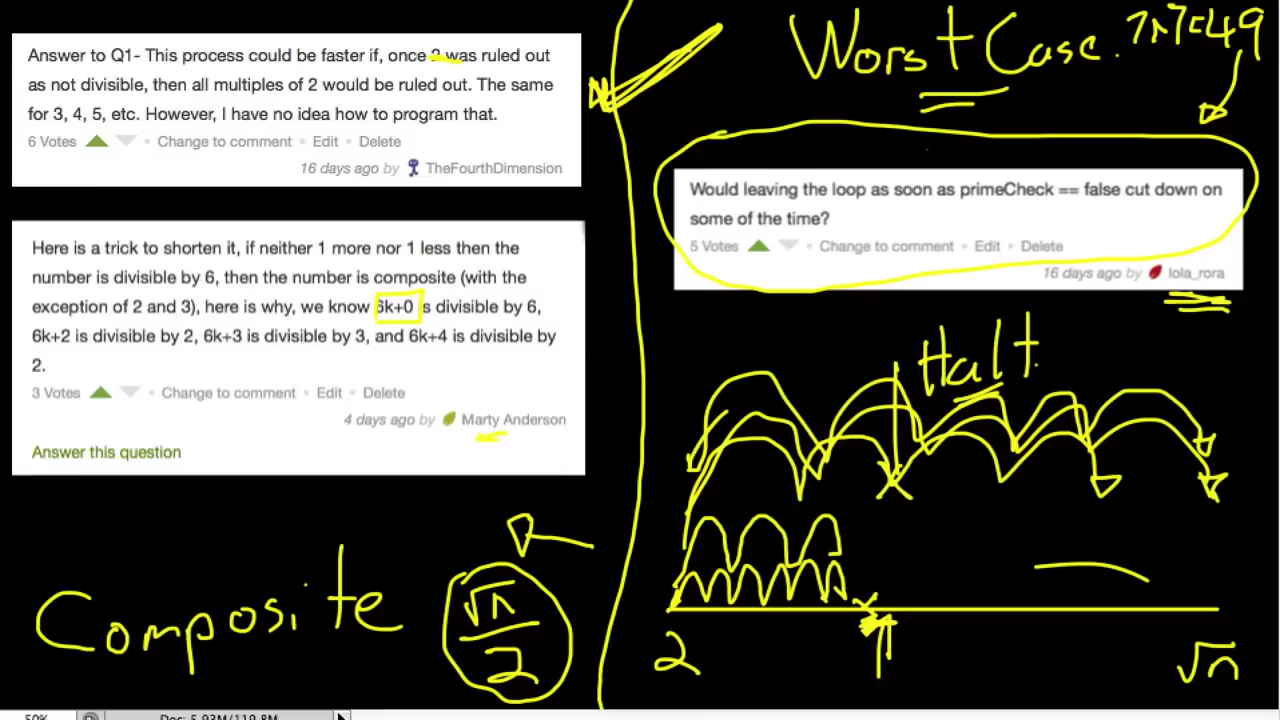 Answer to Q1- This process could be faster if, once 2 was ruled out
as not divisible, then all multiples of 2 would be ruled out. The same
for 3, 4, 5, etc. However, I have no idea how to program that.
6 Votes Change to comment Edit Delete
16 days ago by TheFourthDimension
Here is a trick to shorten it, if neither 1 more nor 1 less then the
number is divisible by 6, then the number is composite (with the
exception of 2 and 3), here is why, we know 6k+0 is divisible by 6,
6k+2 is divisible by 2, 6k+3 is divisible by 3, and 6k+4 is divisible by
2.
3 Votes Change to comment Edit Delete
4 days ago by Marty Anderson
Answer this question
Composite √n/2
Worst Case. 7x7=49
Would leaving the loop as soon as primeCheck == false cut down on
some of the time?
5 Votes Change to comment Edit Delete
16 days ago by lola_rora
Halt.
2 √n
50% Doc: 5.93M/119.8M